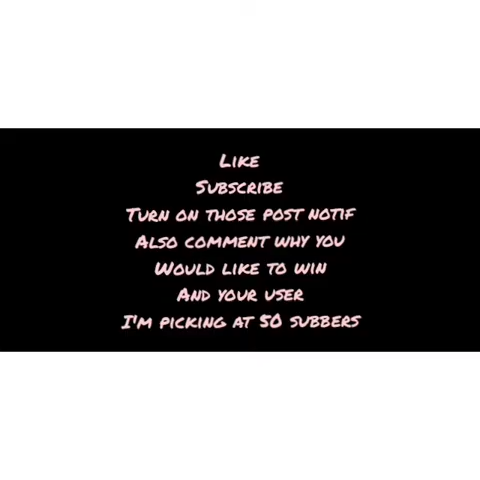 Like
Subscribe
Turn on those post notif
Also comment why you
Would like to win
And your user
I'm picking at 50 subbers